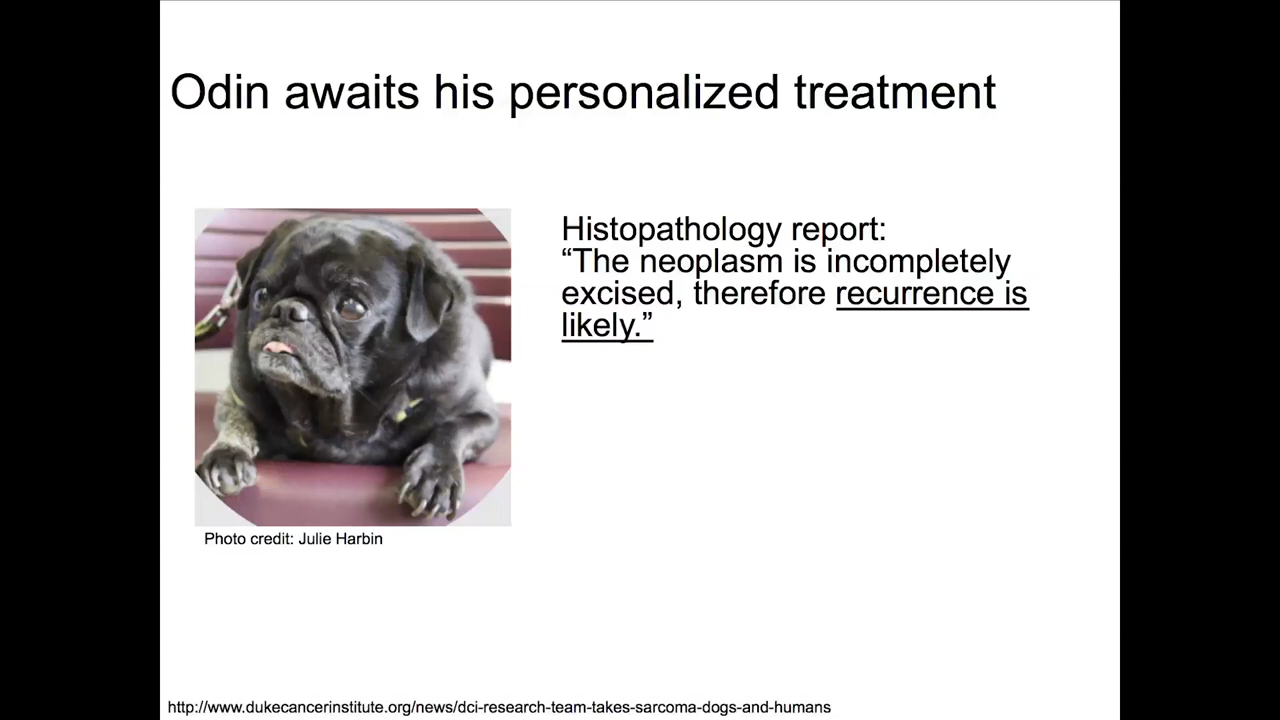 Odin awaits his personalized treatment
Histopathology report:
“The neoplasm is incompletely
excised, therefore recurrence is
likely.”
Photo credit: Julie Harbin
http://www.dukecancerinstitute.org/news/dci-research-team-takes-sarcoma-dogs-and-humans